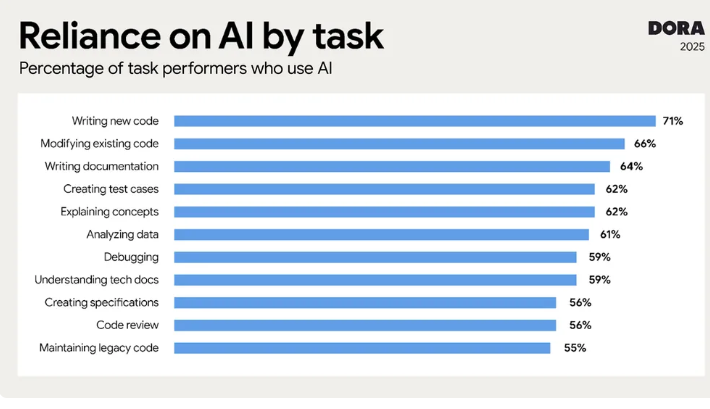 Reliance on AI by task
DORA
2025
Percentage of task performers who use AI
Writing new code 71%
Modifying existing code 66%
Writing documentation 64%
Creating test cases 62%
Explaining concepts 62%
Analyzing data 61%
Debugging 59%
Understanding tech docs 59%
Creating specifications 56%
Code review 56%
Maintaining legacy code 55%